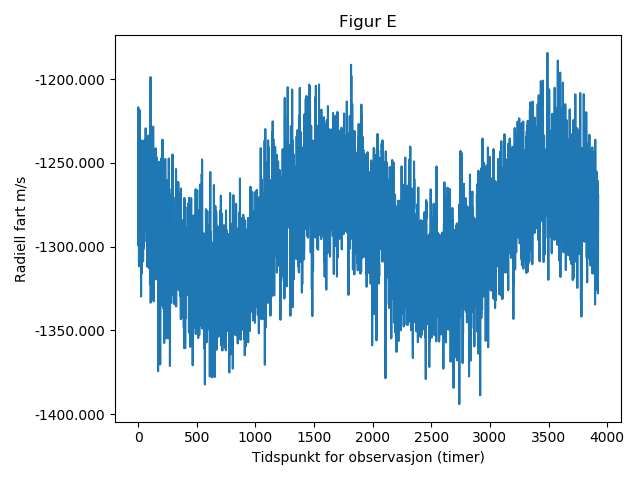 Figur E
-1200.000
-1250.000
-1300.000
-1350.000
-1400.000
Radiell fart m/s
0 500 1000 1500 2000 2500 3000 3500 4000
Tidspunkt for observasjon (timer)